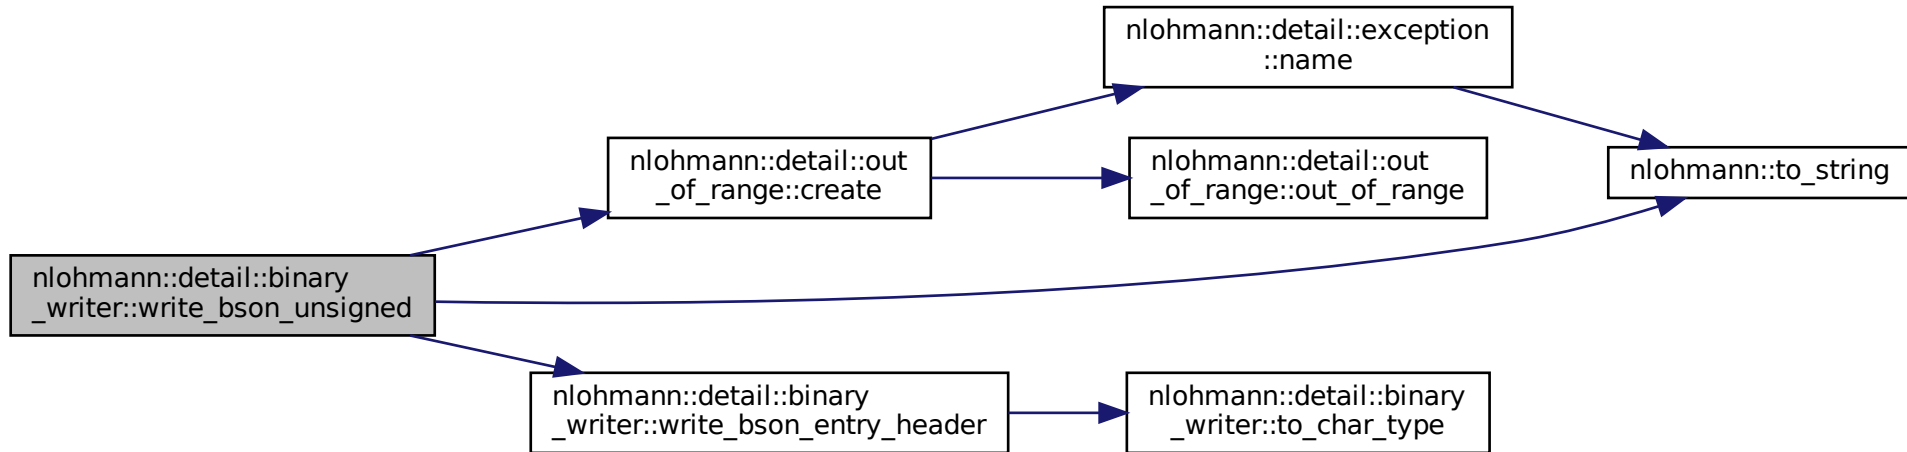 nlohmann::detail::exception
::name
nlohmann::detail::out
_of_range::create
nlohmann::detail::out
_of_range::out_of_range
nlohmann::to_string
nlohmann::detail::binary
_writer::write_bson_unsigned
nlohmann::detail::binary
_writer::write_bson_entry_header
nlohmann::detail::binary
_writer::to_char_type